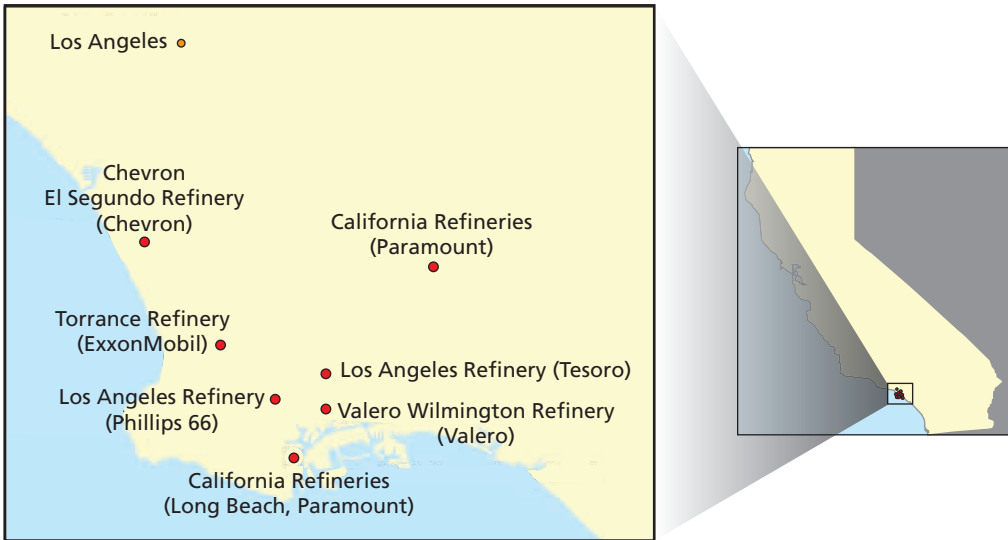 Los Angeles
Chevron
El Segundo Refinery
(Chevron)
California Refineries
(Paramount)
Torrance Refinery
(ExxonMobil)
Los Angeles Refinery (Tesoro)
Los Angeles Refinery
(Phillips 66)
Valero Wilmington Refinery
(Valero)
California Refineries
(Long Beach, Paramount)